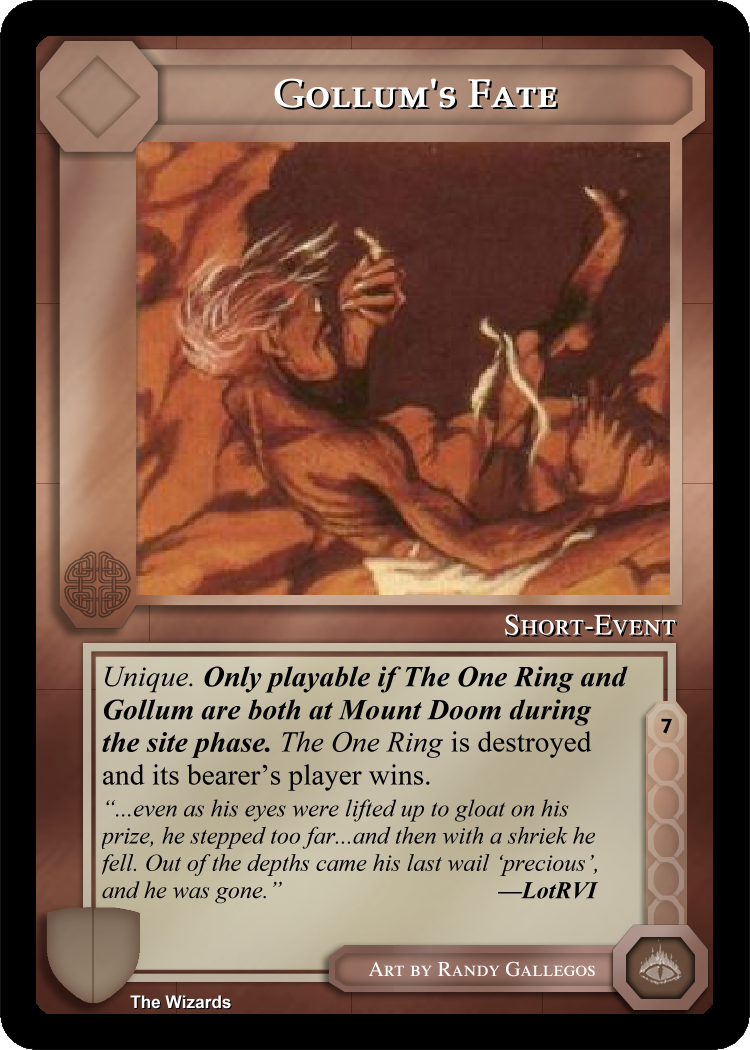 Gollum's Fate
Short-Event
Unique. Only playable if The One Ring and
Gollum are both at Mount Doom during
the site phase. The One Ring is destroyed
and its bearer’s player wins.
7
“...even as his eyes were lifted up to gloat on his
prize, he stepped too far...and then with a shriek he
fell. Out of the depths came his last wail ‘precious’,
and he was gone.” —LotRVI
Art by Randy Gallegos
The Wizards